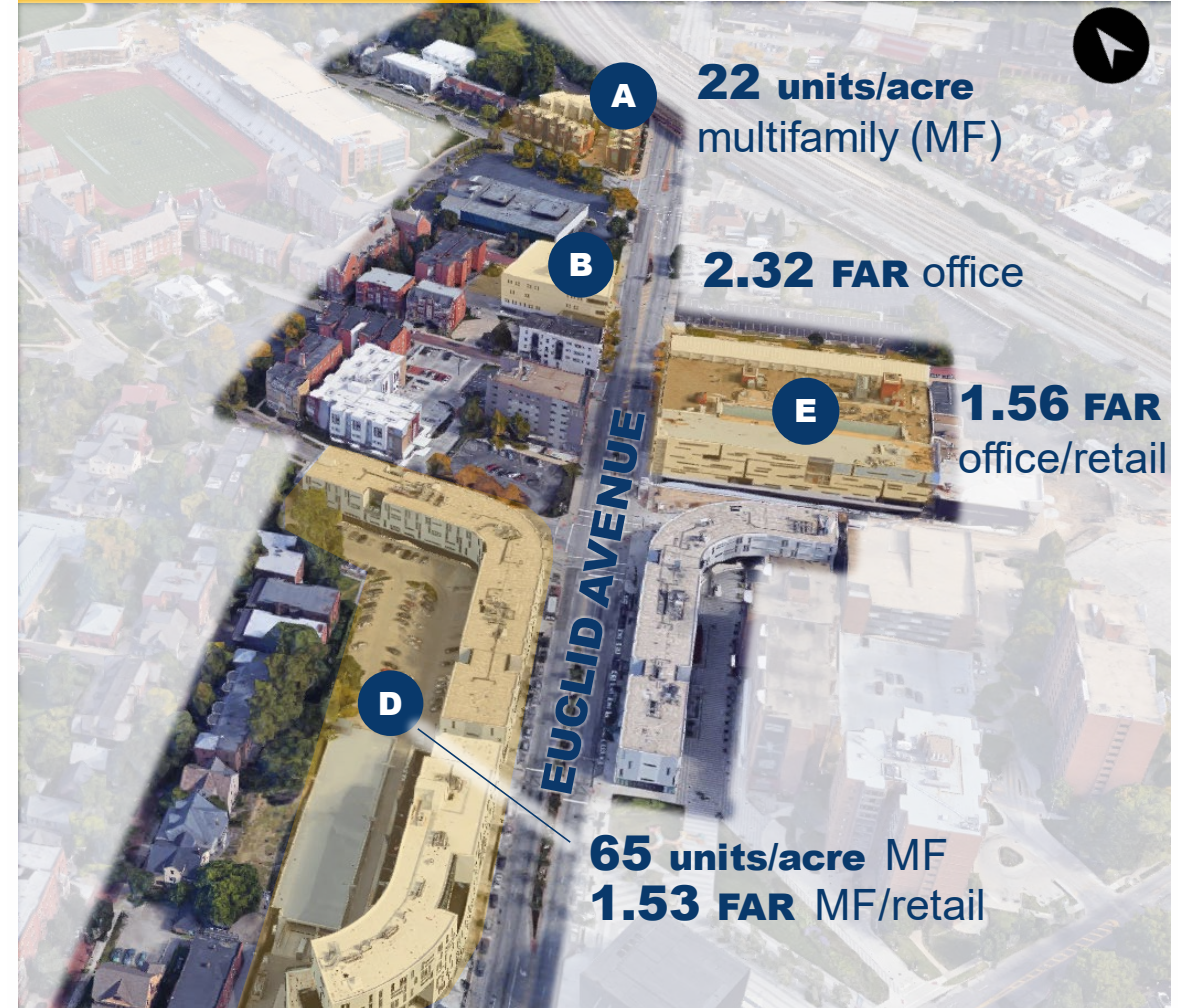 A
22 units/acre
multifamily (MF)
B
2.32 FAR office
E
1.56 FAR
office/retail
EUCLID AVENUE
D
65 units/acre MF
1.53 FAR MF/retail